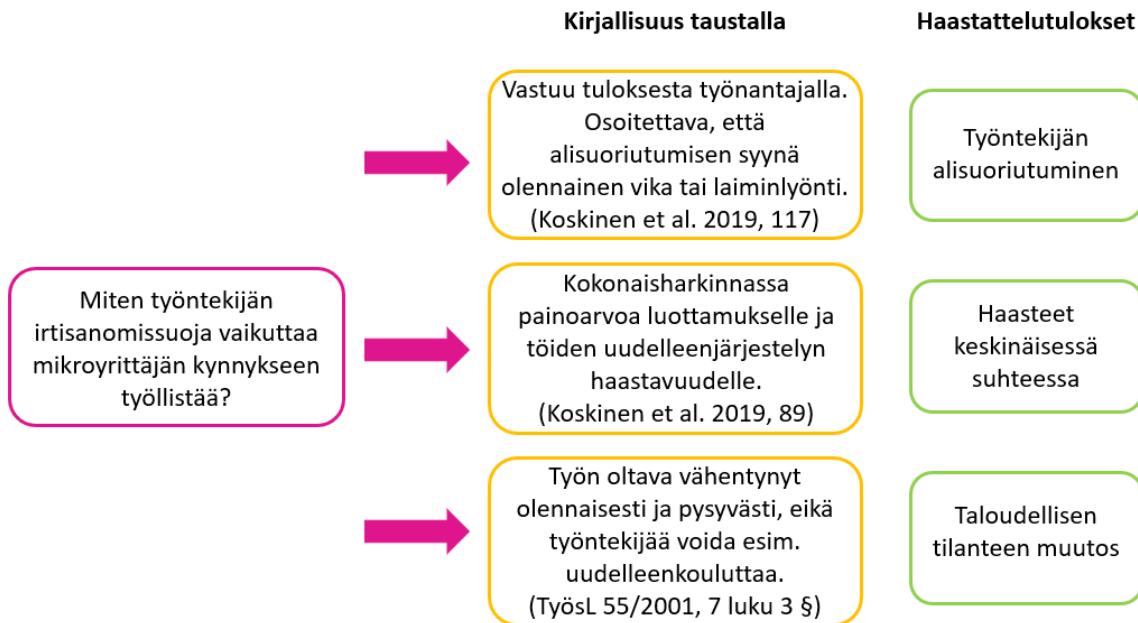 Kirjallisuus taustalla
Haastattelutulokset
Vastuu tuloksesta työnantajalla.
Osoitettava, että
alisuoriutumisen syynä
olennainen vika tai laiminlyönti.
(Koskinen et al. 2019, 117)
Työntekijän
alisuoriutuminen
Miten työntekijän
irtisanomissuoja vaikuttaa
mikroyrittäjän kynnykseen
työllistää?
Kokonaisharkinnassa
painoarvoa luottamukselle ja
töiden uudelleenjärjestelyn
haastavuudelle.
(Koskinen et al. 2019, 89)
Haasteet
keskinäisessä
suhteessa
Työn oltava vähentynyt
olennaisesti ja pysyvästi, eikä
työntekijää voida esim.
uudelleenkouluttaa.
(TyösL 55/2001, 7 luku 3 §)
Taloudellisen
tilanteen muutos